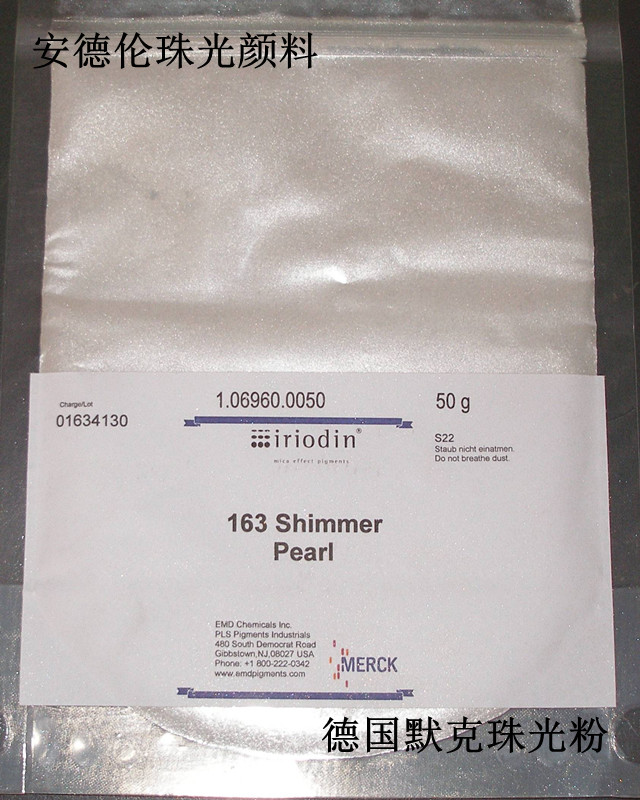 安德伦珠光颜料
Charge/Lot
01634130
1.06960.0050
50 g
iriodin®
mica effect pigments
S22
Staub nicht einatmen.
Do not breathe dust.
163 Shimmer
Pearl
EMD Chemicals Inc.
PLS Pigments Industrials
480 South Democrat Road
Gibbstown,NJ,08027 USA
Phone: +1 800-222-0342
www.emdpigments.com
MERCK
德国默克珠光粉